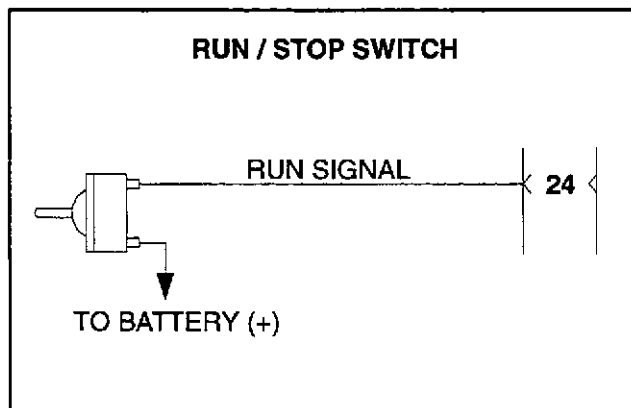 RUN / STOP SWITCH
RUN SIGNAL
24
TO BATTERY (+)